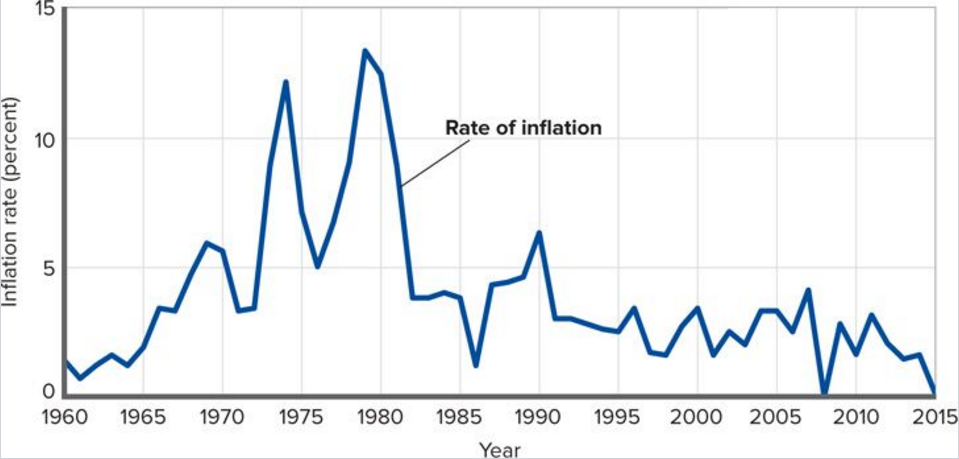 15
10
5
0
Inflation rate (percent)
Rate of inflation
1960 1965 1970 1975 1980 1985 1990 1995 2000 2005 2010 2015
Year